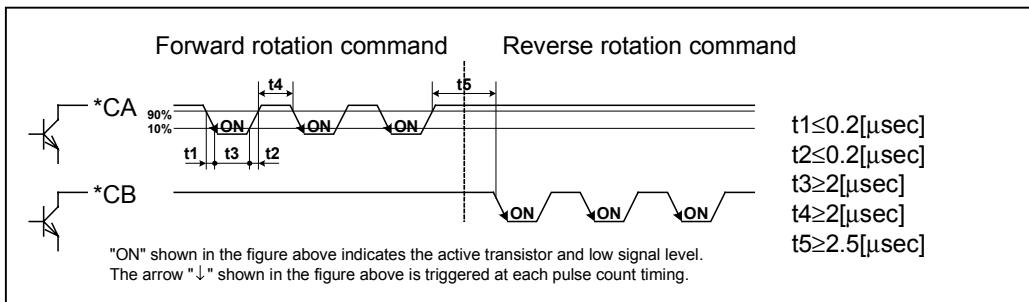 Forward rotation command Reverse rotation command
t4 t5
*CA
90%
10%
ON ON ON
t1 t3 t2
*CB
ON ON ON
t1≤0.2[μsec]
t2≤0.2[μsec]
t3≥2[μsec]
t4≥2[μsec]
t5≥2.5[μsec]
"ON" shown in the figure above indicates the active transistor and low signal level.
The arrow "↓" shown in the figure above is triggered at each pulse count timing.